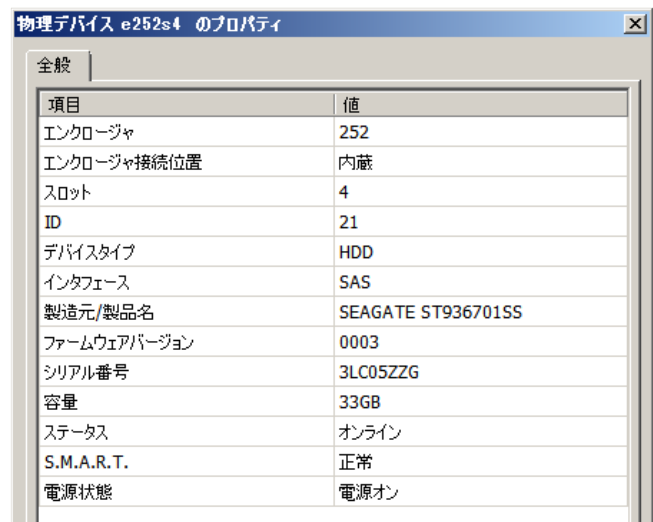 物理デバイス e252s4 のプロパティ
全般
項目 値
エンクロージャ 252
エンクロージャ接続位置 内蔵
スロット 4
ID 21
デバイスタイプ HDD
インタフェース SAS
製造元/製品名 SEAGATE ST936701SS
ファームウェアバージョン 0003
シリアル番号 3LC05ZZG
容量 33GB
ステータス オンライン
S.M.A.R.T. 正常
電源状態 電源オン